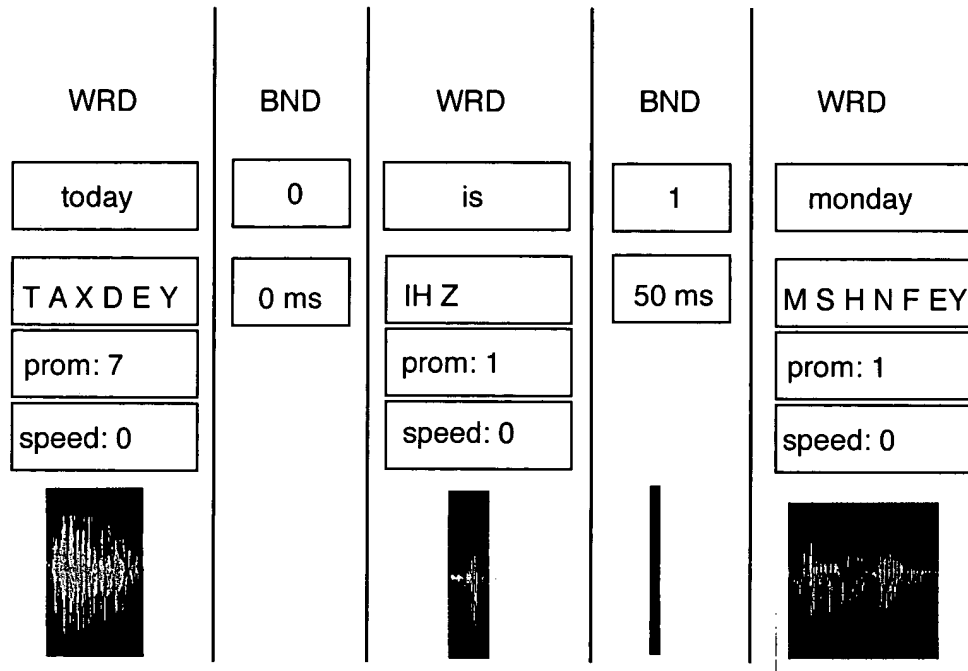 WRD BND WRD BND WRD
today 0 is 1 monday
T A X D E Y 0 ms IH Z 50 ms M S H N F EY
prom: 7 prom: 1 prom: 1
speed: 0 speed: 0 speed: 0